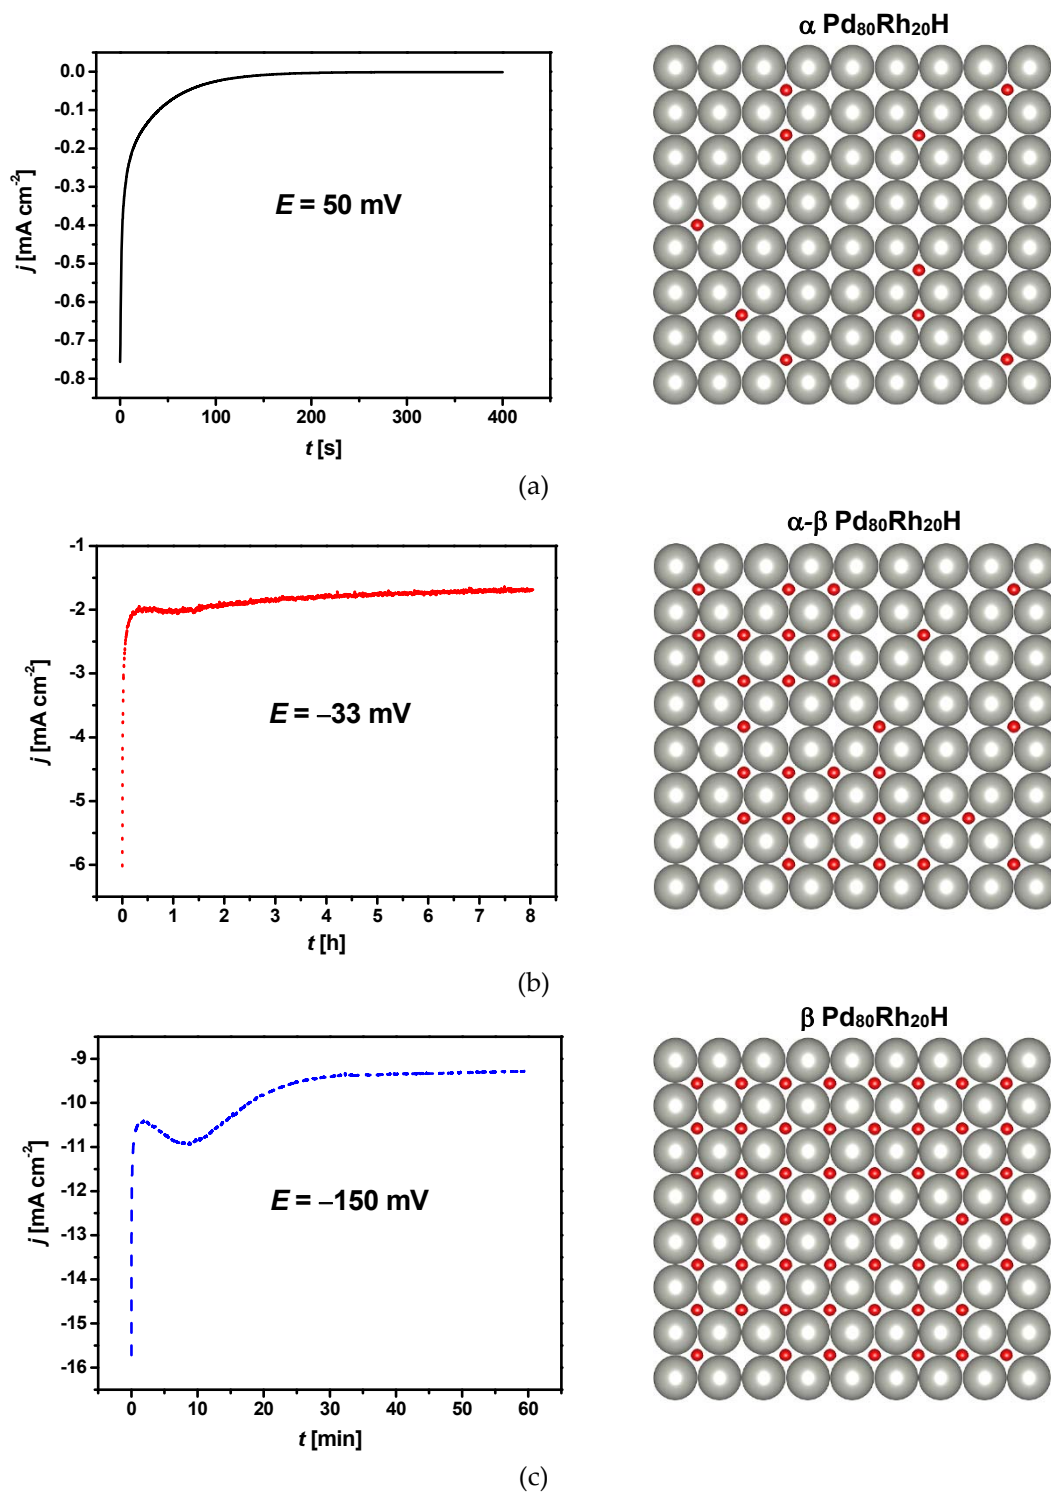 α Pd₈₀Rh₂₀H
0.0
-0.1
-0.2
-0.3
-0.4
-0.5
-0.6
-0.7
-0.8
j [mA cm⁻²]
E = 50 mV
0 100 200 300 400
t [s]
(a)
α-β Pd₈₀Rh₂₀H
-1
-2
-3
-4
-5
-6
j [mA cm⁻²]
E = −33 mV
0 1 2 3 4 5 6 7 8
t [h]
(b)
β Pd₈₀Rh₂₀H
-9
-10
-11
-12
-13
-14
-15
-16
j [mA cm⁻²]
E = −150 mV
0 10 20 30 40 50 60
t [min]
(c)